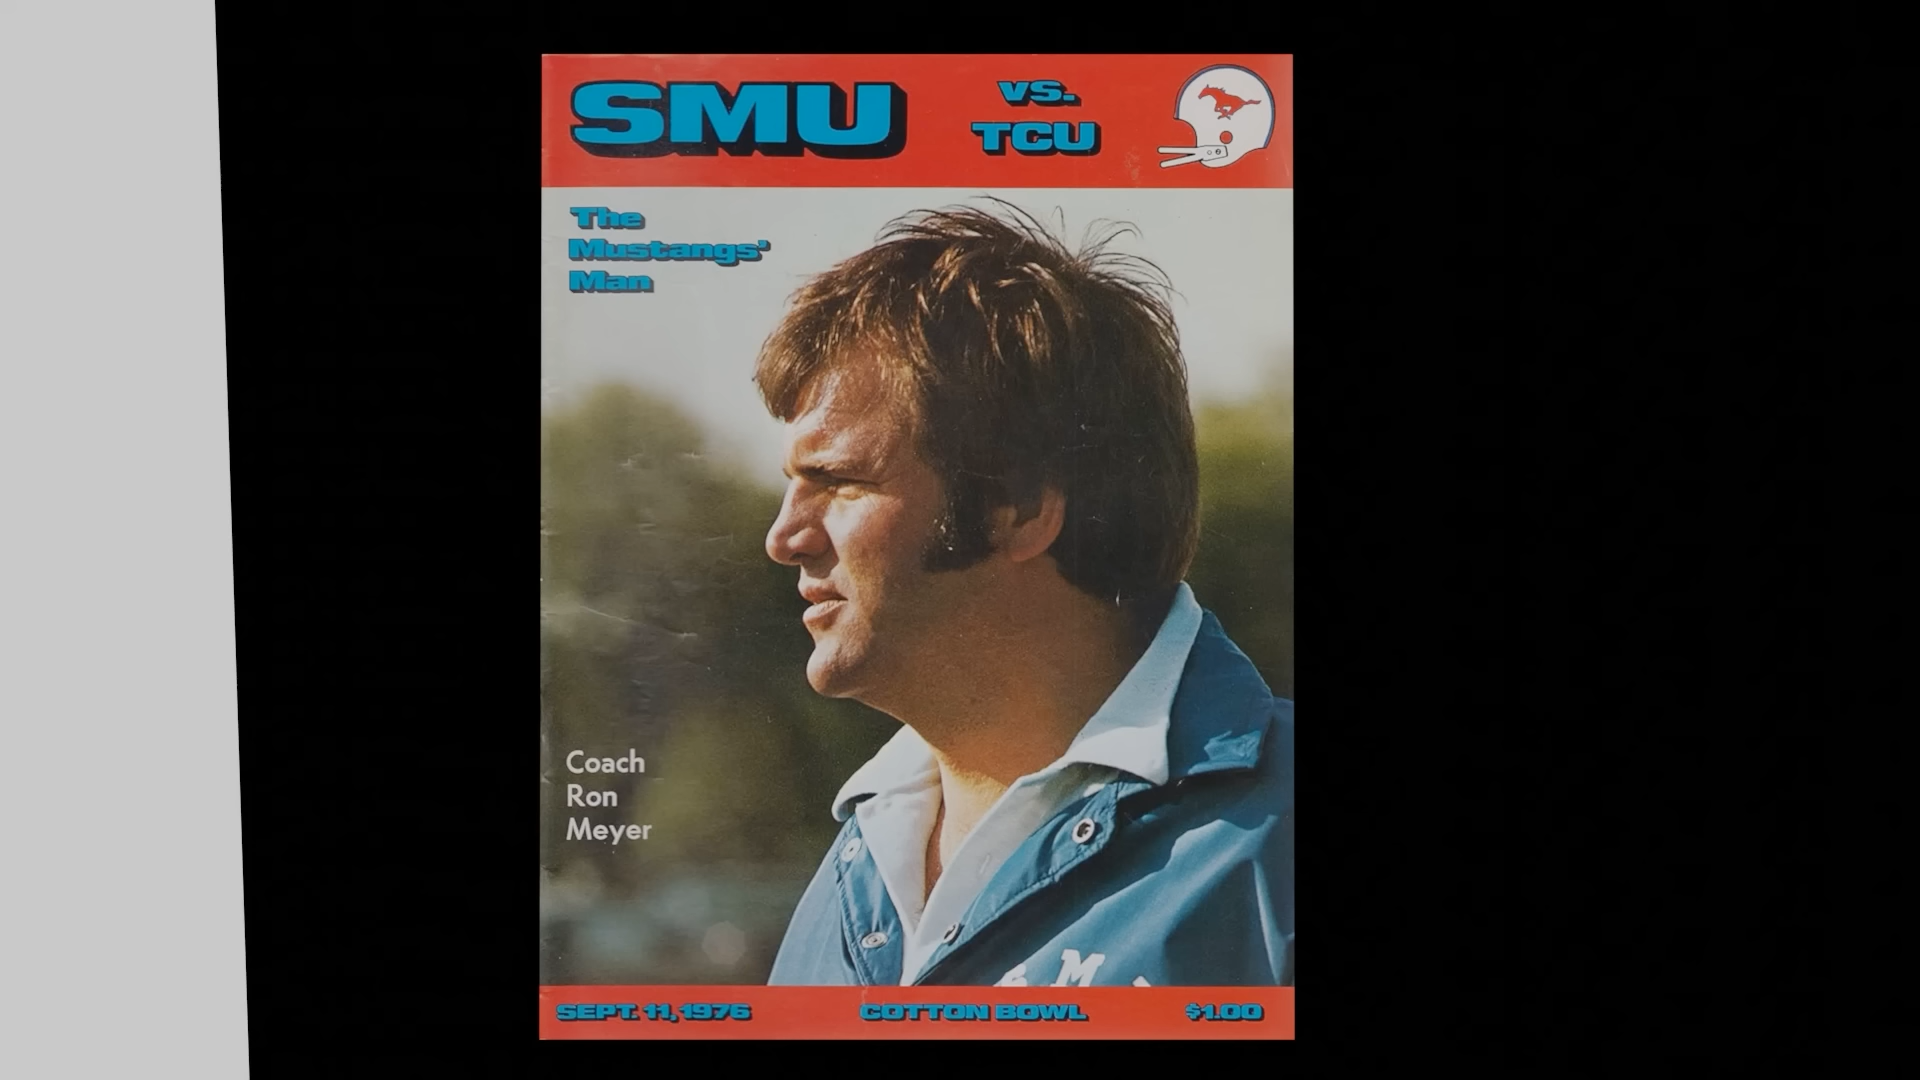 SMU
vs.
TCU
The
Mustangs'
Man
Coach
Ron
Meyer
SEPT. 11, 1976
COTTON BOWL
$1.00